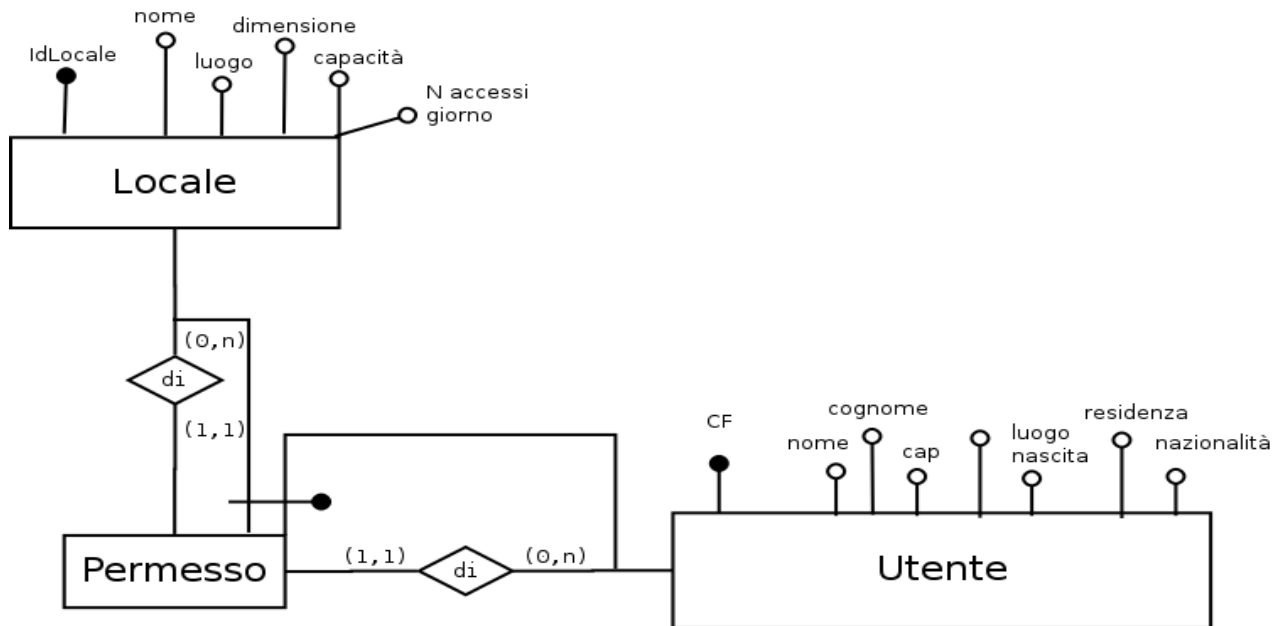 nome
dimensione
IdLocale
luogo
capacità
N accessi
giorno
Locale
(0,n)
di
(1,1)
CF
cognome
nome
cap
luogo
nascita
residenza
nazionalità
Permesso
(1,1)
di
(0,n)
Utente